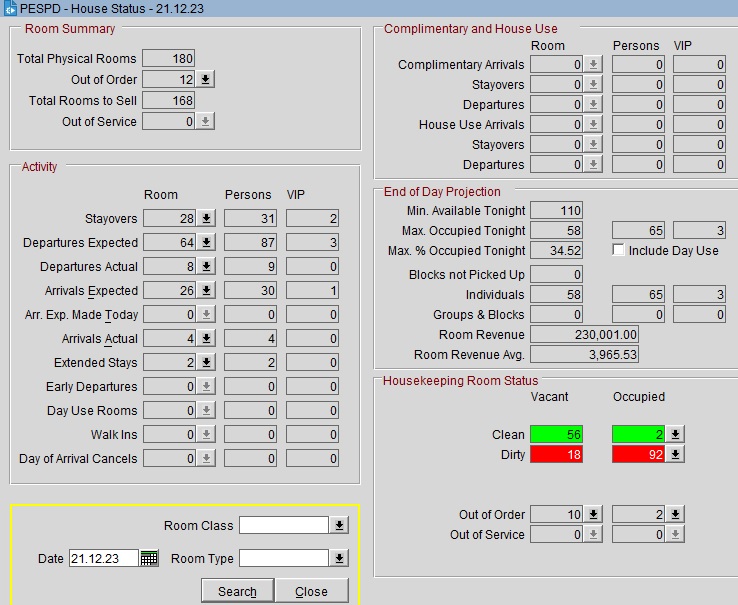 PESPD - House Status - 21.12.23
Room Summary
Total Physical Rooms 180
Out of Order 12
Total Rooms to Sell 168
Out of Service 0
Activity
Room Persons VIP
Stayovers 28 31 2
Departures Expected 64 87 3
Departures Actual 8 9 0
Arrivals Expected 26 30 1
Arr. Exp. Made Today 0 0 0
Arrivals Actual 4 4 0
Extended Stays 2 2 0
Early Departures 0 0 0
Day Use Rooms 0 0 0
Walk Ins 0 0 0
Day of Arrival Cancels 0 0 0
Room Class
Date 21.12.23 Room Type
Search Close
Complimentary and House Use
Room Persons VIP
Complimentary Arrivals 0 0 0
Stayovers 0 0 0
Departures 0 0 0
House Use Arrivals 0 0 0
Stayovers 0 0 0
Departures 0 0 0
End of Day Projection
Min. Available Tonight 110
Max. Occupied Tonight 58 65 3
Max. % Occupied Tonight 34.52 Include Day Use
Blocks not Picked Up 0
Individuals 58 65 3
Groups & Blocks 0 0 0
Room Revenue 230,001.00
Room Revenue Avg. 3,965.53
Housekeeping Room Status
Vacant Occupied
Clean 56 2
Dirty 18 92
Out of Order 10 2
Out of Service 0 0